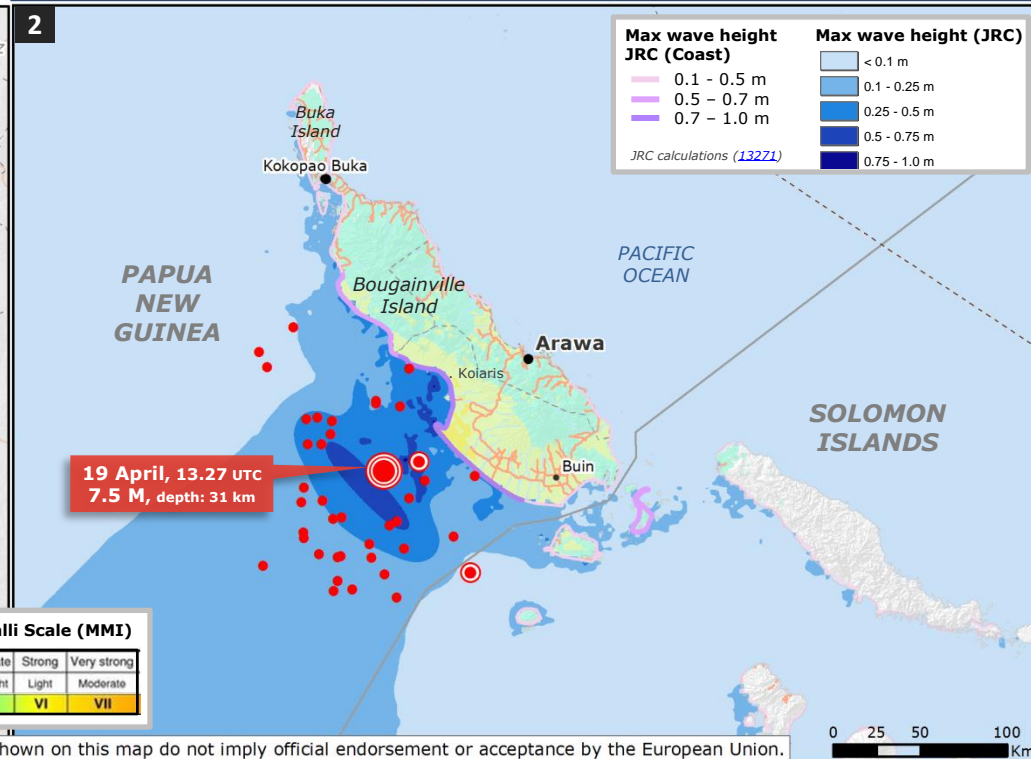 2
Max wave height
JRC (Coast)
0.1 - 0.5 m
0.5 – 0.7 m
0.7 – 1.0 m
JRC calculations (13271)
Max wave height (JRC)
< 0.1 m
0.1 - 0.25 m
0.25 - 0.5 m
0.5 - 0.75 m
0.75 - 1.0 m
Buka
Island
Kokopao Buka
PACIFIC
OCEAN
PAPUA
NEW
GUINEA
Bougainville
Island
Arawa
Koiaris
SOLOMON
ISLANDS
Buin
19 April, 13.27 UTC
7.5 M, depth: 31 km
lli Scale (MMI)
te Strong Very strong
ht Light Moderate
VI VII
0 25 50 100
Km
hown on this map do not imply official endorsement or acceptance by the European Union.